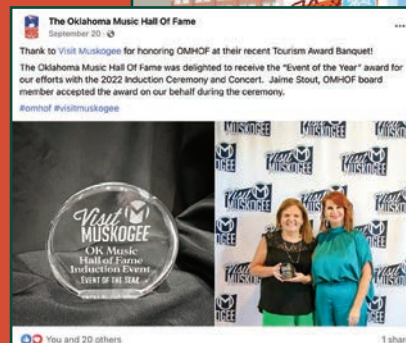 The Oklahoma Music Hall Of Fame
September 20 ·
Thank to Visit Muskogee for honoring OMHOF at their recent Tourism Award Banquet!
The Oklahoma Music Hall Of Fame was delighted to receive the "Event of the Year" award for
our efforts with the 2022 Induction Ceremony and Concert. Jaime Stout, OMHOF board
member accepted the award on our behalf during the ceremony.
#omhof #visitmuskogee
Visit M
MUSKOGEE
OK Music
Hall of Fame
Induction Event
EVENT OF THE YEAR
Visit M
MUSKOGEE
You and 20 others
1 share